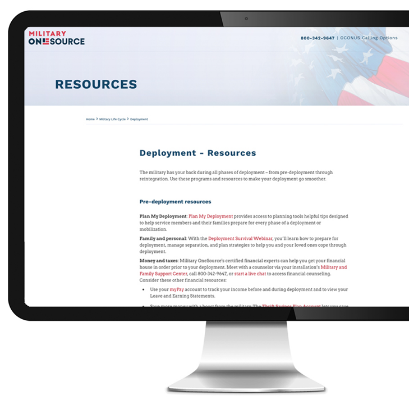 MILITARY
ONESOURCE
800-342-9647 | OCONUS Calling Options
RESOURCES
Home > Military Life Cycle > Deployment
Deployment – Resources
The military has your back during all phases of deployment – from pre-deployment through
reintegration. Use these programs and resources to make your deployment go smoother.
Pre-deployment resources
Plan My Deployment: Plan My Deployment provides access to planning tools helpful tips designed
to help service members and their families prepare for every phase of a deployment or
mobilization.
Family and personal: With the Deployment Survival Webinar, you'll learn how to prepare for
deployment, manage separation, and plan strategies to help you and your loved ones cope through
deployment.
Money and taxes: Military OneSource's certified financial experts can help you get your financial
house in order prior to your deployment. Meet with a counselor via your installation's Military and
Family Support Center, call 800-342-9647, or start a live chat to access financial counseling.
Consider these other financial resources:
• Use your myPay account to track your income before and during deployment and to view your
Leave and Earning Statements.